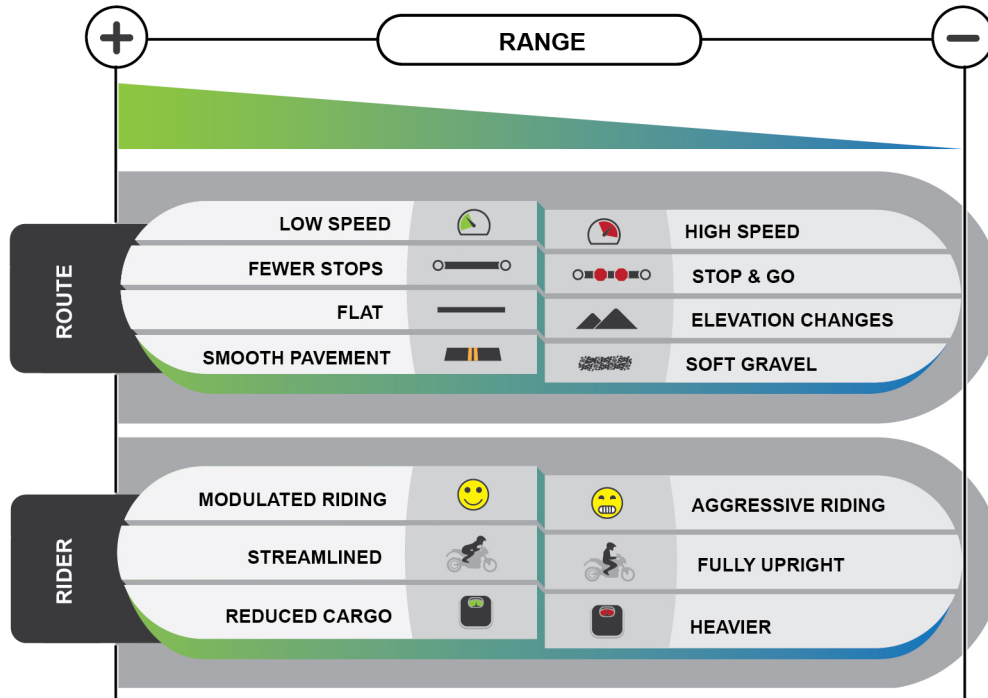 +
RANGE
−
ROUTE
LOW SPEED
HIGH SPEED
FEWER STOPS
STOP & GO
FLAT
ELEVATION CHANGES
SMOOTH PAVEMENT
SOFT GRAVEL
RIDER
MODULATED RIDING
AGGRESSIVE RIDING
STREAMLINED
FULLY UPRIGHT
REDUCED CARGO
HEAVIER